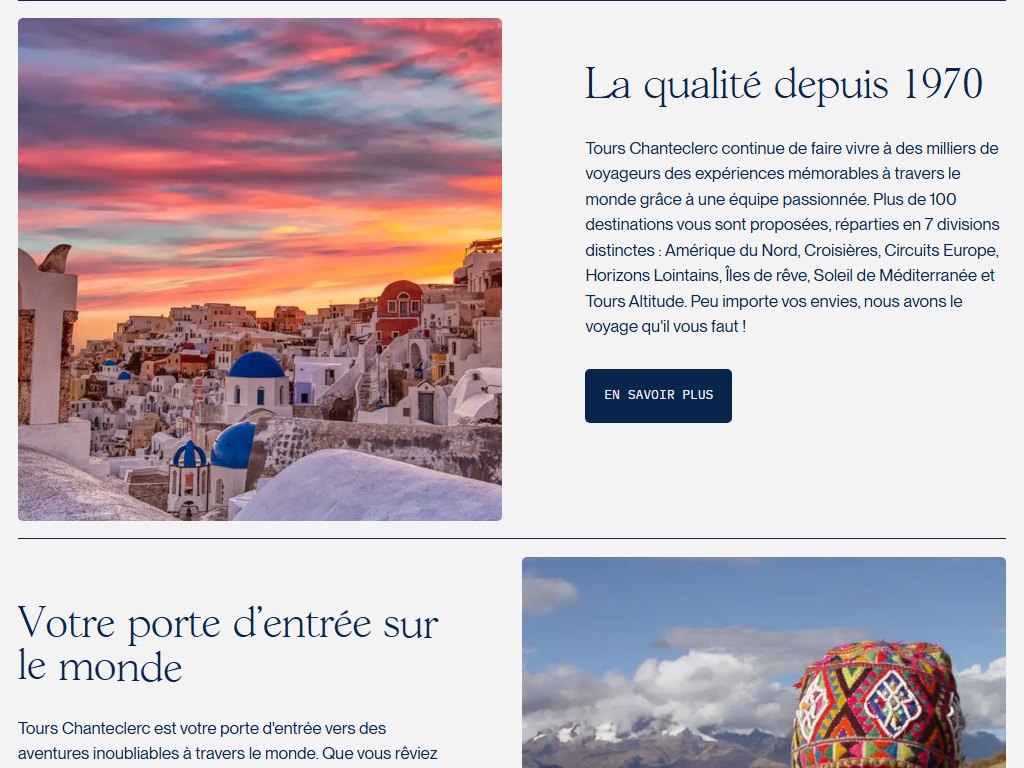 La qualité depuis 1970
Tours Chanteclerc continue de faire vivre à des milliers de
voyageurs des expériences mémorables à travers le
monde grâce à une équipe passionnée. Plus de 100
destinations vous sont proposées, réparties en 7 divisions
distinctes : Amérique du Nord, Croisières, Circuits Europe,
Horizons Lointains, Îles de rêve, Soleil de Méditerranée et
Tours Altitude. Peu importe vos envies, nous avons le
voyage qu'il vous faut !
EN SAVOIR PLUS
Votre porte d’entrée sur
le monde
Tours Chanteclerc est votre porte d'entrée vers des
aventures inoubliables à travers le monde. Que vous rêviez